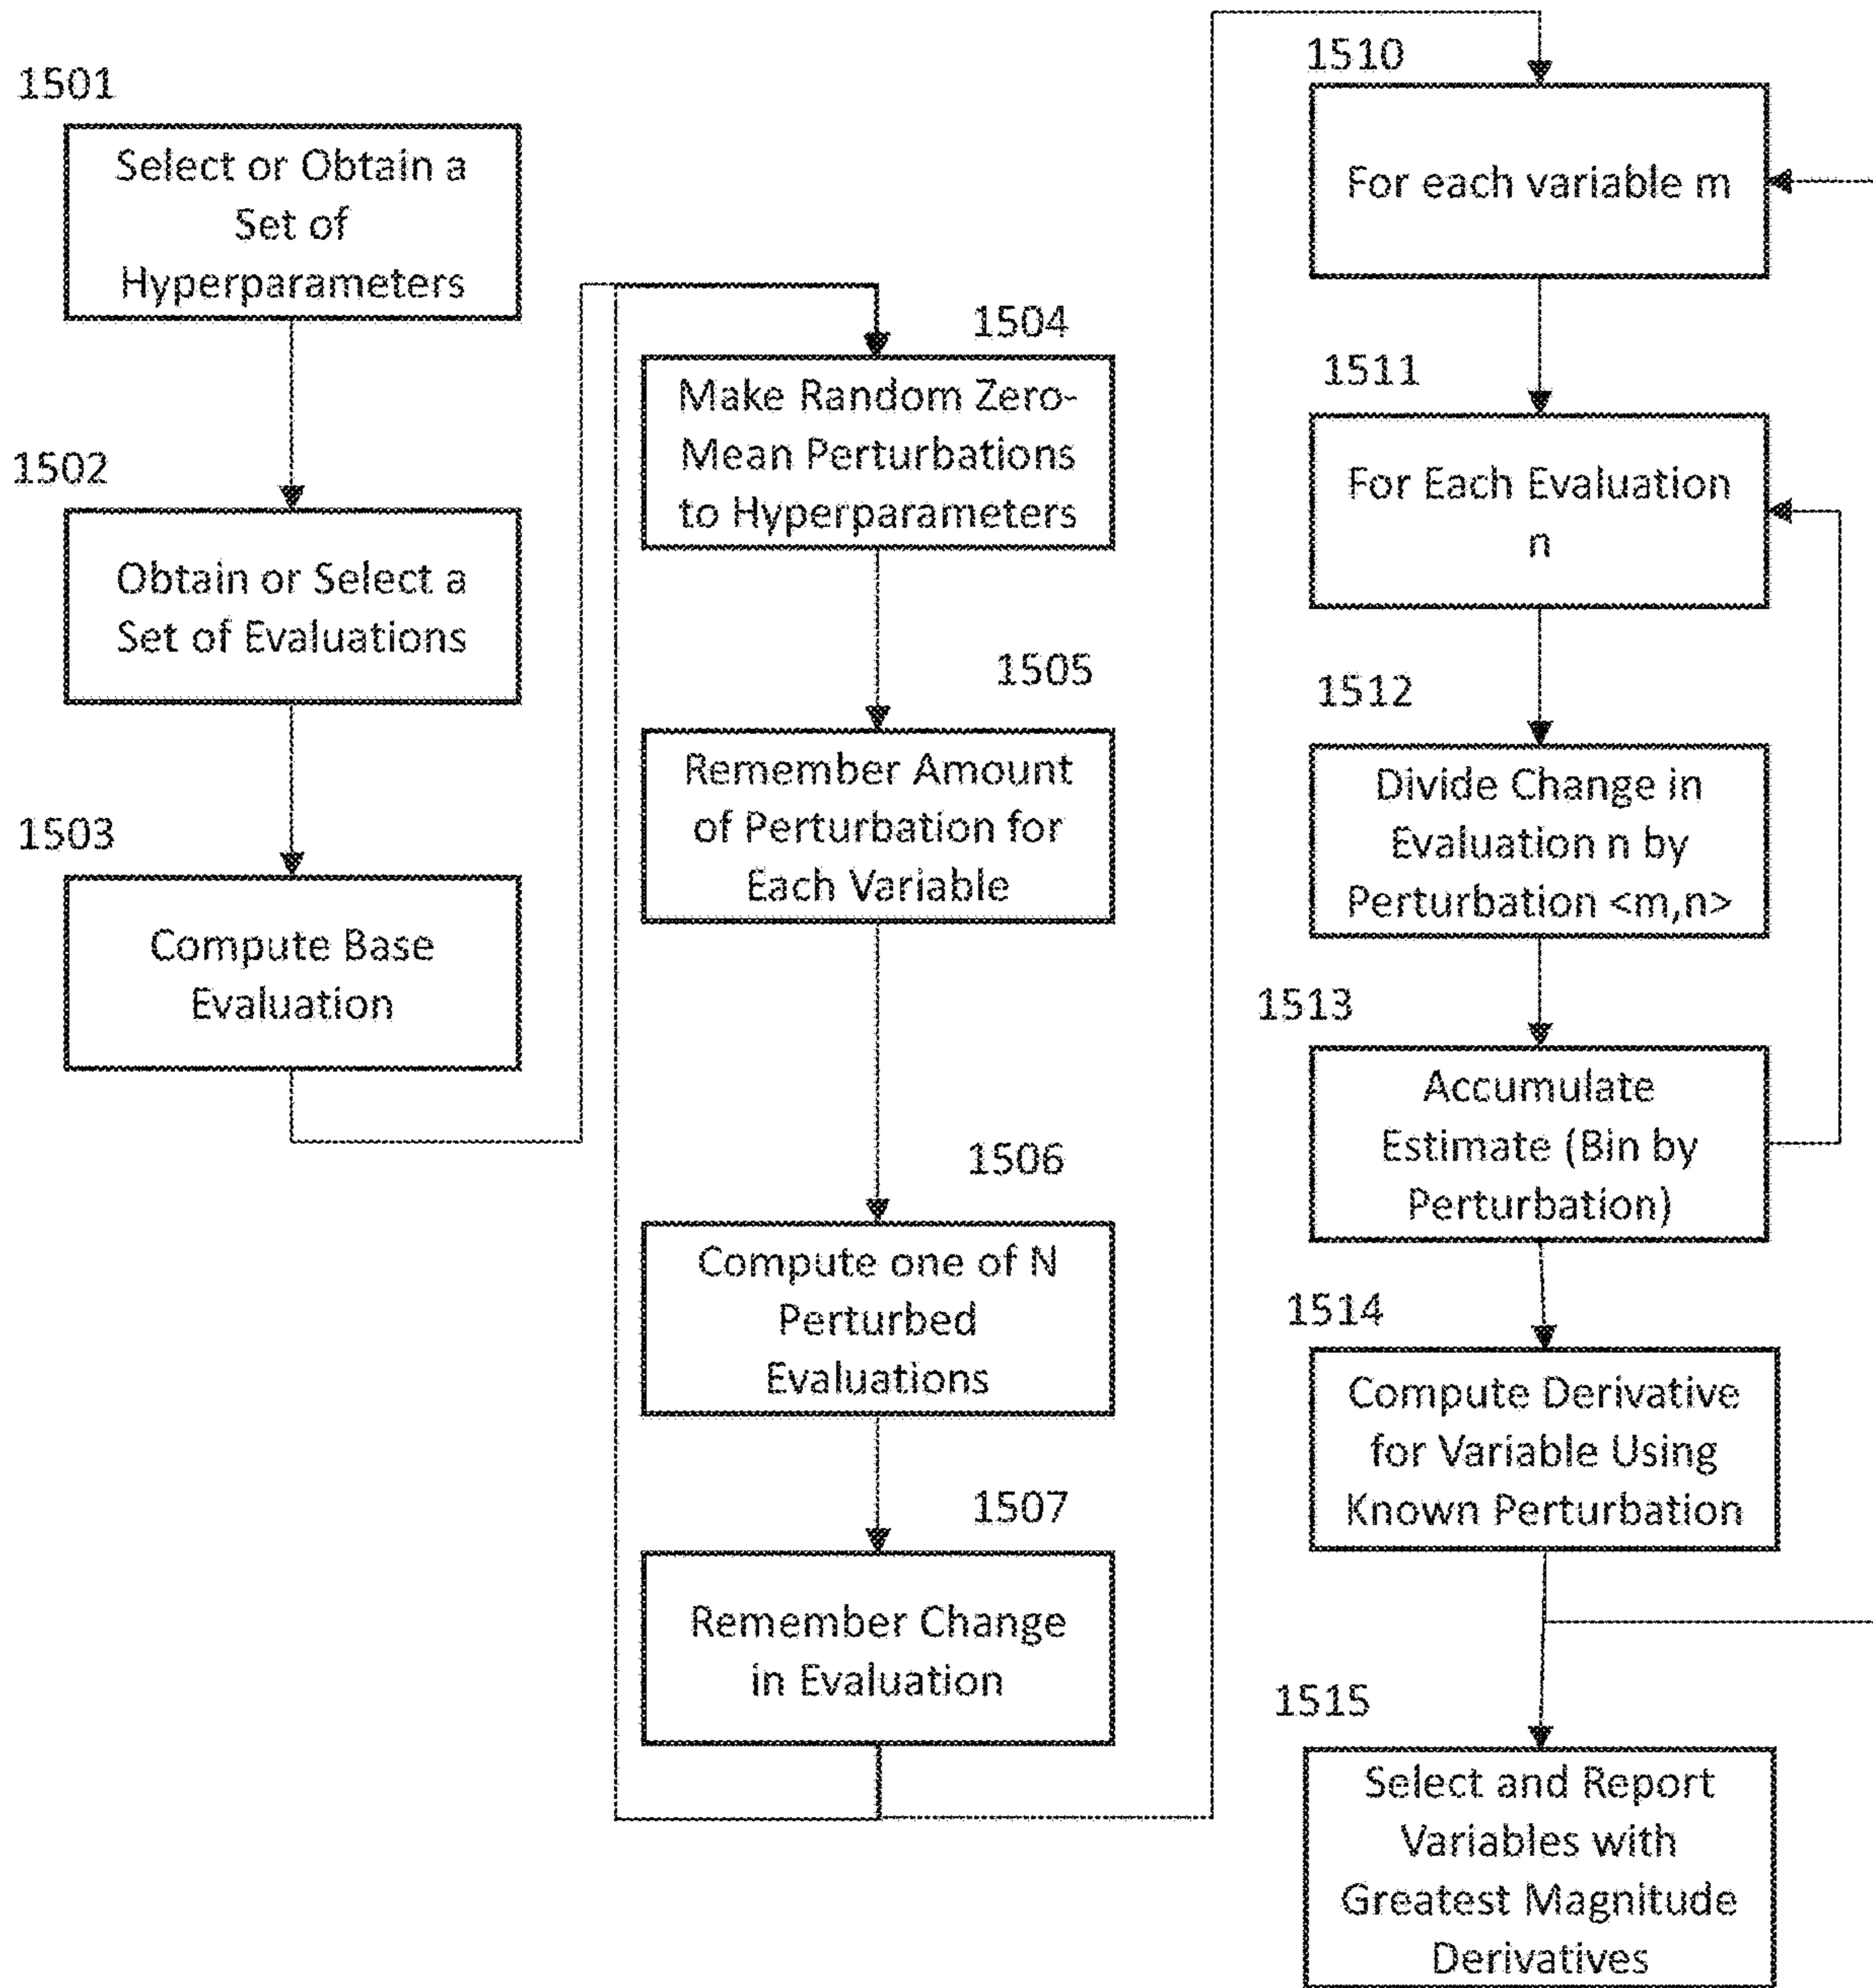 1501
Select or Obtain a
Set of
Hyperparameters
1502
Obtain or Select a
Set of Evaluations
1503
Compute Base
Evaluation
1504
Make Random Zero-
Mean Perturbations
to Hyperparameters
1505
Remember Amount
of Perturbation for
Each Variable
1506
Compute one of N
Perturbed
Evaluations
1507
Remember Change
in Evaluation
1510
For each variable m
1511
For Each Evaluation
n
1512
Divide Change in
Evaluation n by
Perturbation <m,n>
1513
Accumulate
Estimate (Bin by
Perturbation)
1514
Compute Derivative
for Variable Using
Known Perturbation
1515
Select and Report
Variables with
Greatest Magnitude
Derivatives